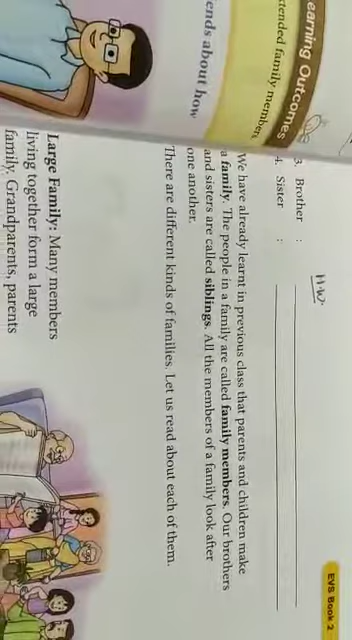 EVS Book 2
earning Outcomes
tended family members
ends about how
H.W.
3. Brother :
4. Sister :
We have already learnt in previous class that parents and children make
a family. The people in a family are called family members. Our brothers
and sisters are called siblings. All the members of a family look after
one another.
There are different kinds of families. Let us read about each of them.
Large Family: Many members
living together form a large
family. Grandparents, parents